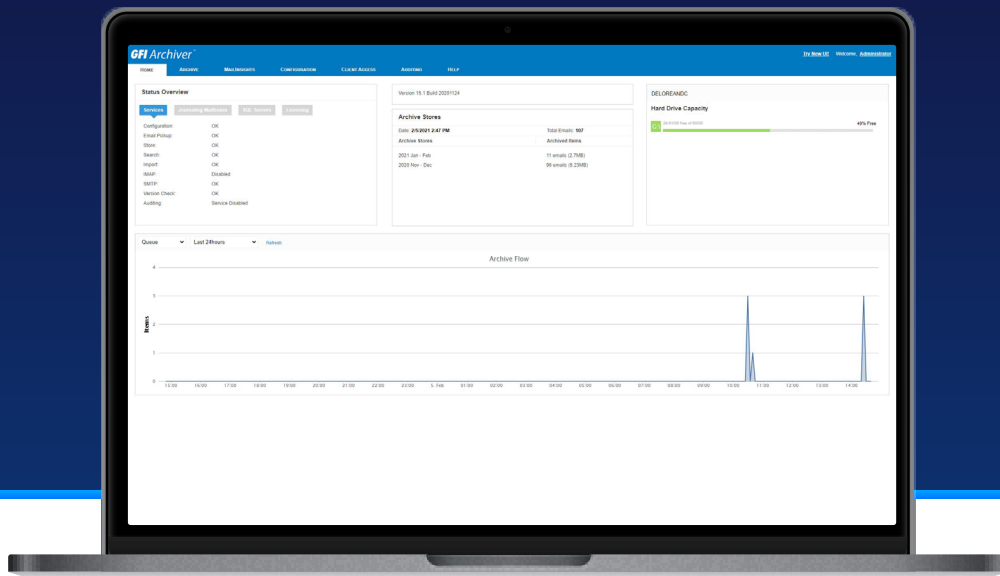 GFI Archiver
Try New UI! Welcome, Administrator
Home Archive MailInsights Configuration Client Access Auditing Help
Status Overview
Services Journaling Mailboxes SQL Servers Licensing
Configuration: OK
Email Pickup: OK
Store: OK
Search: OK
Import: OK
IMAP: Disabled
SMTP: OK
Version Check: OK
Auditing: Service Disabled
Version 15.1 Build 20201124
Archive Stores
Date: 2/5/2021 2:47 PM Total Emails: 107
Archive Stores Archived Items
2021 Jan - Feb 11 emails (2.7MB)
2020 Nov - Dec
DELOREANDC
Hard Drive Capacity
49% Free
Queue Last 24hours Refresh
Archive Flow
Items
4
3
2
1
0
15:00 16:00 17:00 18:00 19:00 20:00 21:00 22:00 23:00 5. Feb 01:00 02:00 03:00 04:00 05:00 06:00 07:00 08:00 09:00 10:00 11:00 12:00 13:00 14:00